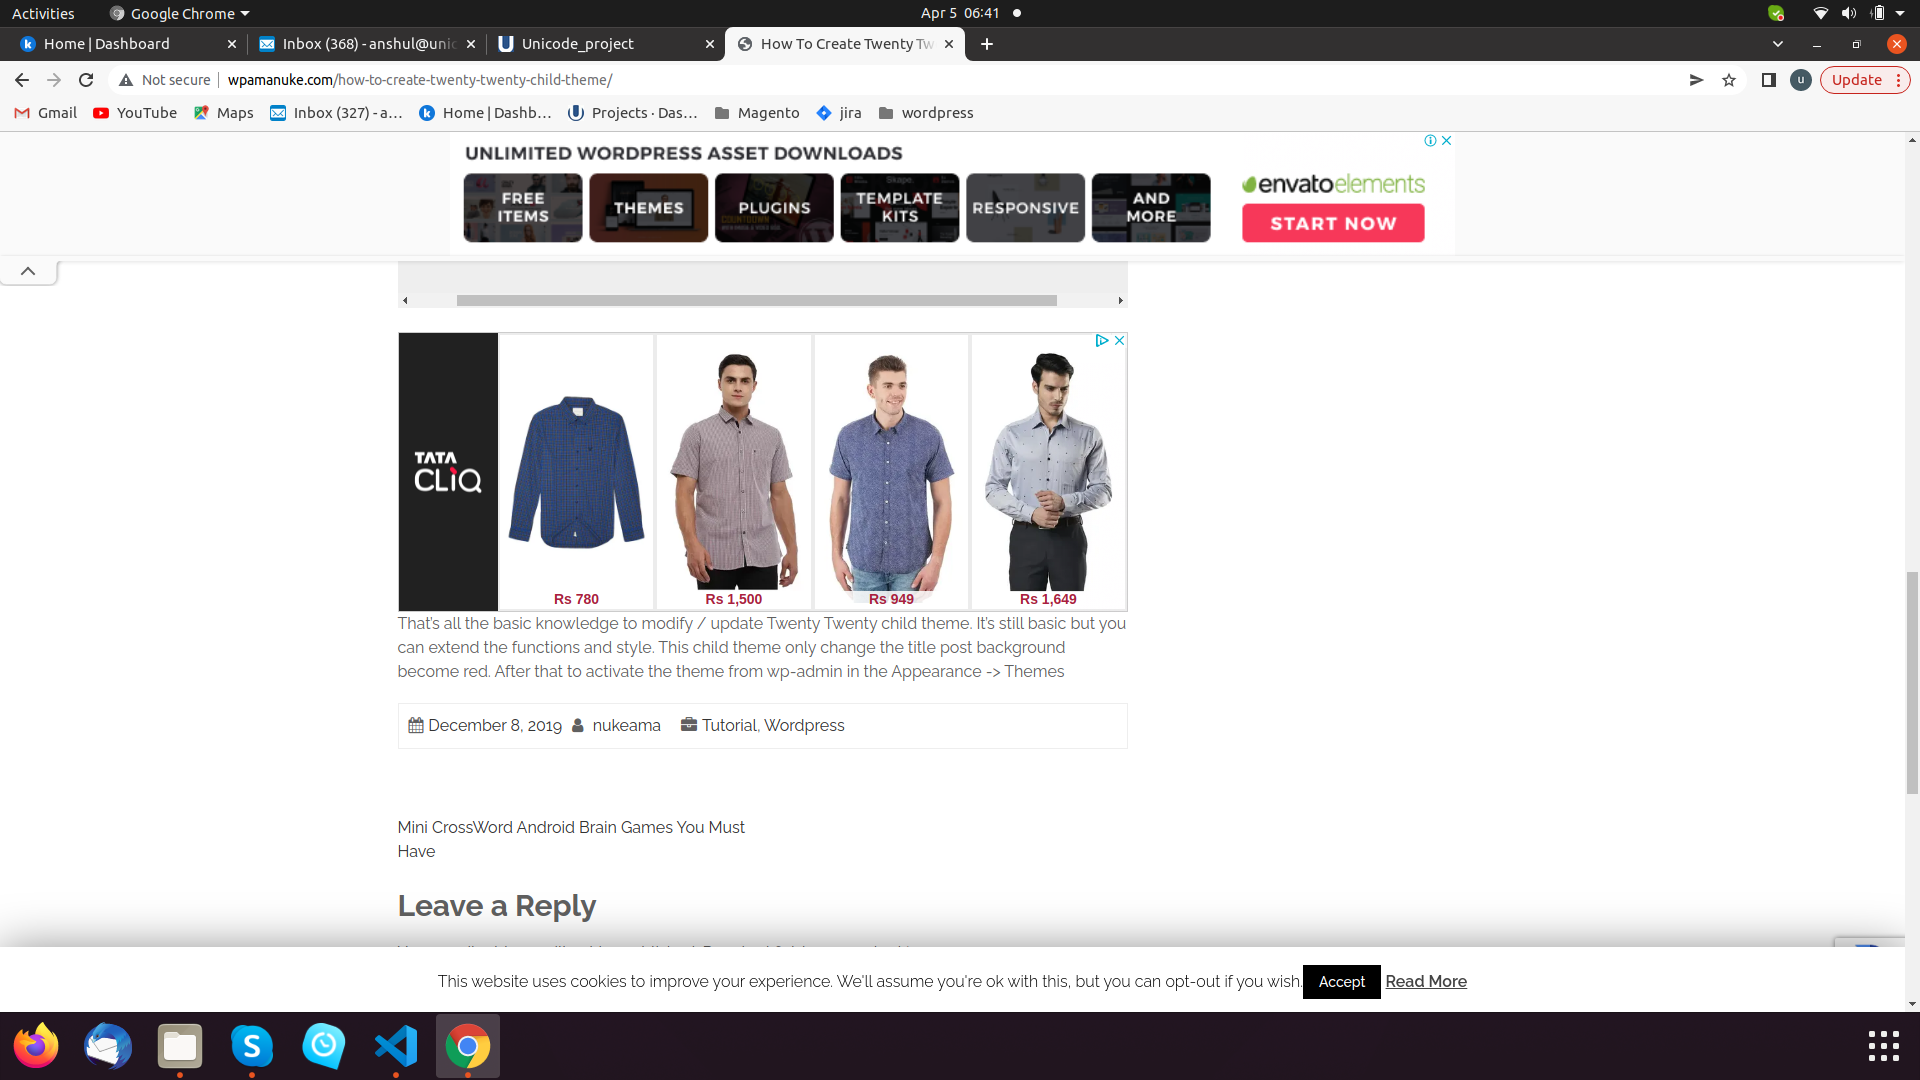 Activities
Google Chrome
Apr 5 06:41
Home | Dashboard
Inbox (368) - anshul@unic
Unicode_project
How To Create Twenty Tw
Not secure
wpamanuke.com/how-to-create-twenty-twenty-child-theme/
u
Update
Gmail
YouTube
Maps
Inbox (327) - a...
Home | Dashb...
Projects · Das...
Magento
jira
wordpress
UNLIMITED WORDPRESS ASSET DOWNLOADS
FREE
ITEMS
THEMES
PLUGINS
TEMPLATE
KITS
RESPONSIVE
AND
MORE
envatoelements
START NOW
TATA
CLiQ
Rs 780
Rs 1,500
Rs 949
Rs 1,649
That's all the basic knowledge to modify / update Twenty Twenty child theme. It's still basic but you
can extend the functions and style. This child theme only change the title post background
become red. After that to activate the theme from wp-admin in the Appearance -> Themes
December 8, 2019
nukeama
Tutorial, Wordpress
Mini CrossWord Android Brain Games You Must
Have
Leave a Reply
This website uses cookies to improve your experience. We'll assume you're ok with this, but you can opt-out if you wish.
Accept
Read More